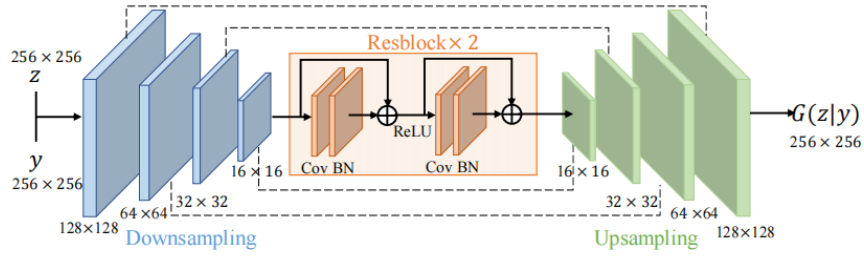 256 × 256
z
y
256 × 256
128×128
64×64
32 × 32
16 × 16
Downsampling
Resblock× 2
Cov BN
ReLU
Cov BN
16 × 16
32 × 32
64 × 64
128×128
Upsampling
G(z|y)
256 × 256